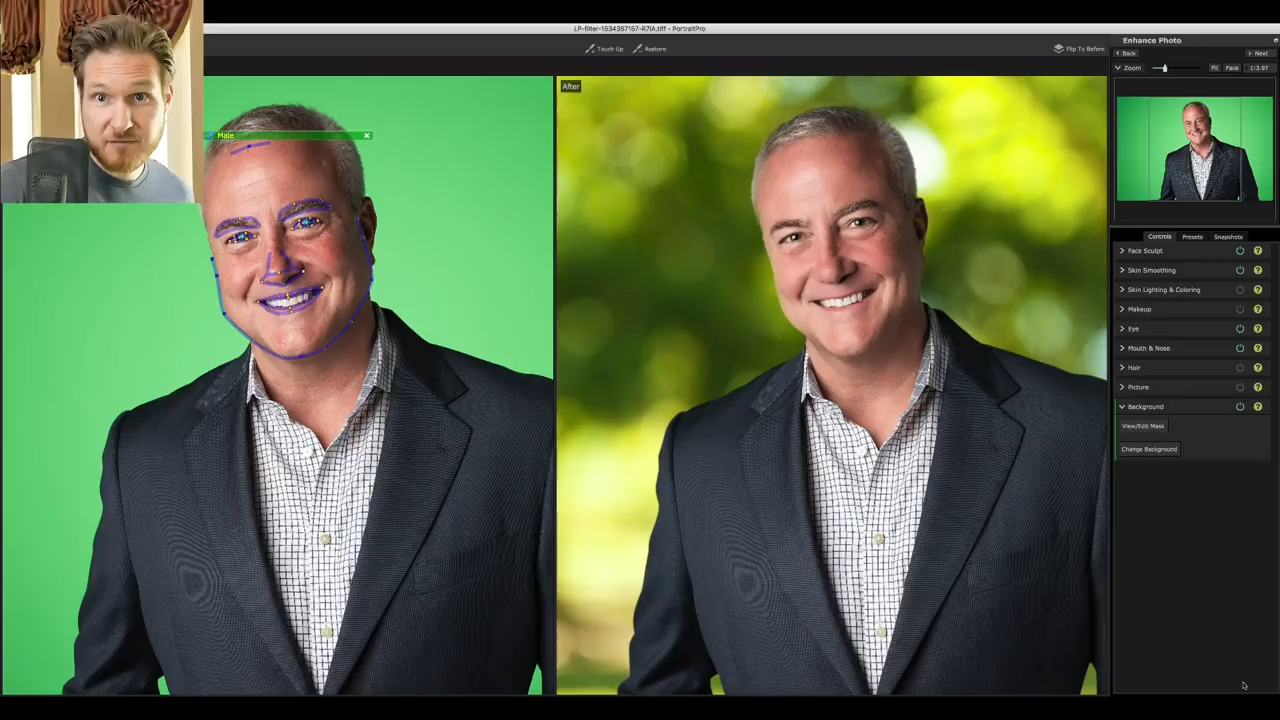 LP-filter-1534357157-R7IA.tiff - PortraitPro
Touch Up Restore
Flip To Before
Enhance Photo
Back
Next
Zoom
Fit
Face
1:3.97
After
Male
Controls
Presets
Snapshots
Face Sculpt
Skin Smoothing
Skin Lighting & Coloring
Makeup
Eye
Mouth & Nose
Hair
Picture
Background
View/Edit Mask
Change Background